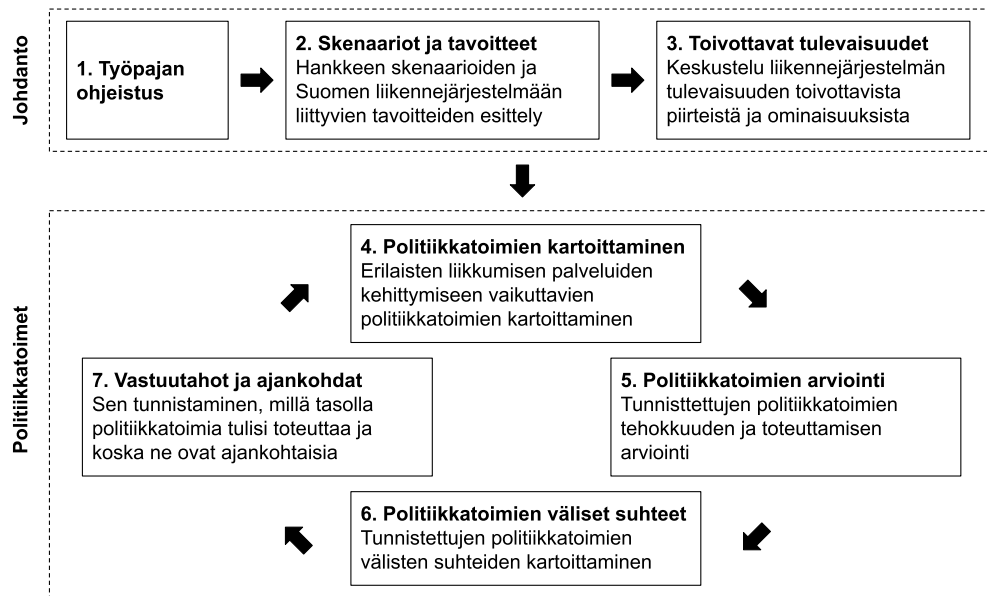 Johdanto
1. Työpajan
ohjeistus
2. Skenaariot ja tavoitteet
Hankkeen skenaarioiden ja
Suomen liikennejärjestelmään
liittyvien tavoitteiden esittely
3. Toivottavat tulevaisuudet
Keskustelu liikennejärjestelmän
tulevaisuuden toivottavista
piirteistä ja ominaisuuksista
Politiikkatoimet
4. Politiikkatoimien kartoittaminen
Erilaisten liikkumisen palveluiden
kehittymiseen vaikuttavien
politiikkatoimien kartoittaminen
5. Politiikkatoimien arviointi
Tunnisttettujen politiikkatoimien
tehokkuuden ja toteuttamisen
arviointi
6. Politiikkatoimien väliset suhteet
Tunnistettujen politiikkatoimien
välisten suhteiden kartoittaminen
7. Vastuutahot ja ajankohdat
Sen tunnistaminen, millä tasolla
politiikkatoimia tulisi toteuttaa ja
koska ne ovat ajankohtaisia